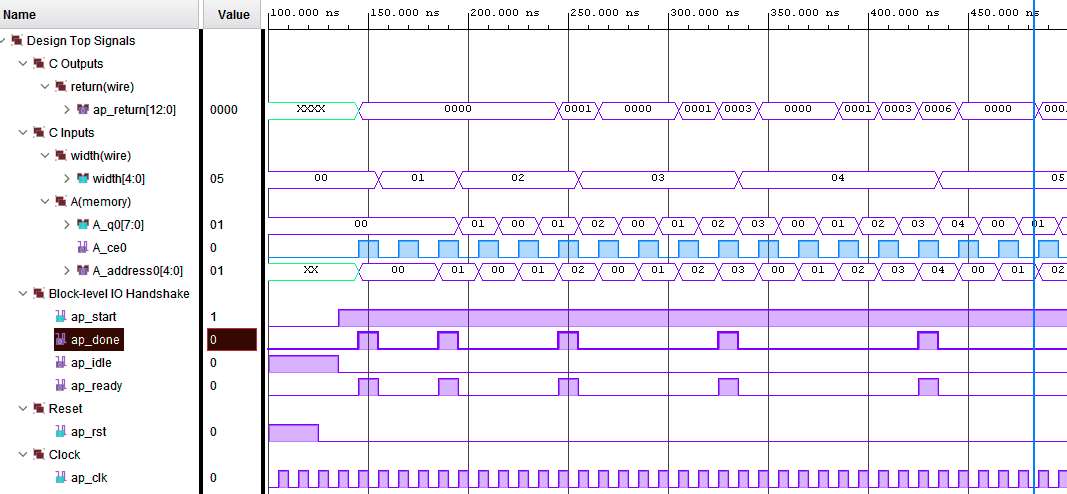 Name Value 100.000 ns 150.000 ns 200.000 ns 250.000 ns 300.000 ns 350.000 ns 400.000 ns 450.000 ns
Design Top Signals
C Outputs
return(wire)
ap_return[12:0] 0000 XXXX 0000 0001 0000 0001 0003 0000 0001 0003 0006 0000 000
C Inputs
width(wire)
width[4:0] 05 00 01 02 03 04 05
A(memory)
A_q0[7:0] 01 00 01 00 01 02 00 01 02 03 00 01 02 03 04 00 01
A_ce0 0
A_address0[4:0] 01 XX 00 01 00 01 02 00 01 02 03 00 01 02 03 04 00 01 02
Block-level IO Handshake
ap_start 1
ap_done 0
ap_idle 0
ap_ready 0
Reset
ap_rst 0
Clock
ap_clk 0